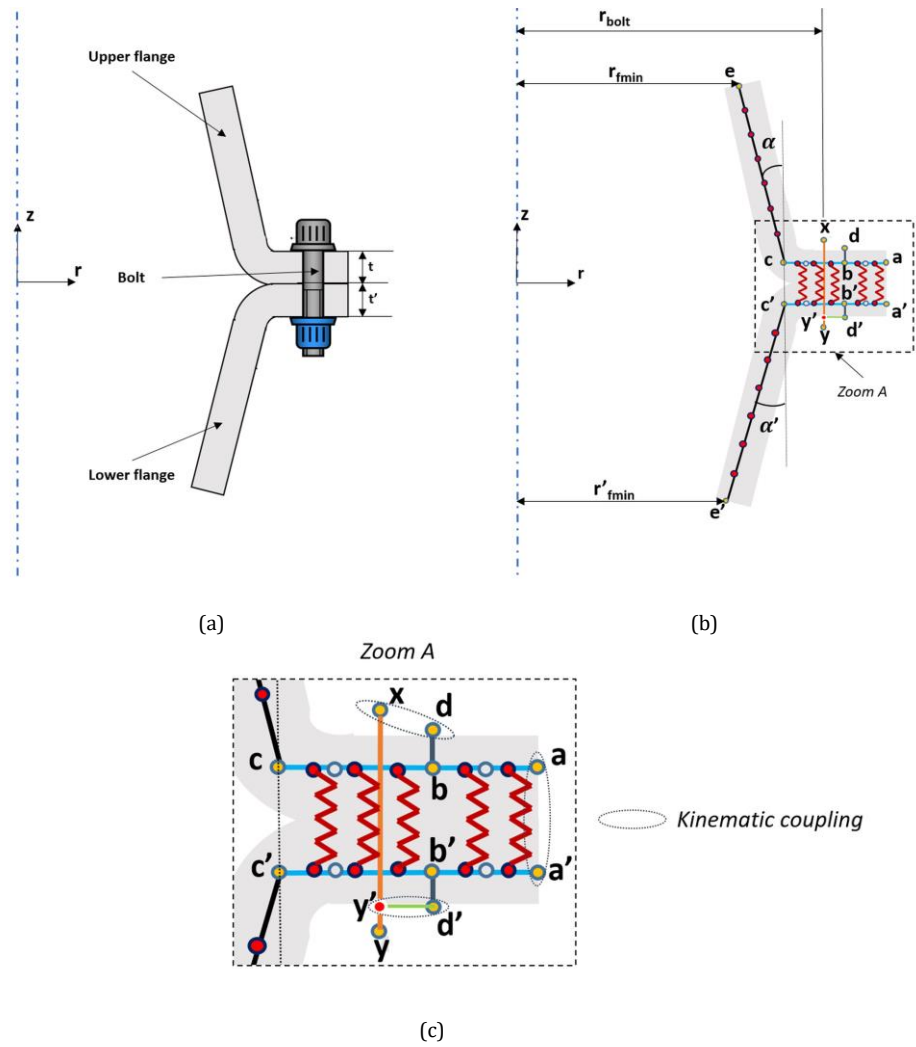 Upper flange
z
r
Bolt
t
t'
Lower flange
(a)
r_bolt
r_fmin
e
α
z
r
x
d
c
a
b
b'
c'
a'
y'
y
d'
Zoom A
α'
r'_fmin
e'
(b)
Zoom A
x
d
c
a
b
Kinematic coupling
b'
c'
a'
y'
d'
y
(c)